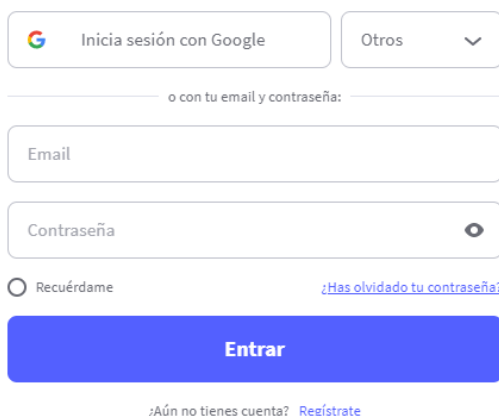 Inicia sesión con Google Otros
o con tu email y contraseña:
Email
Contraseña
Recuérdame ¿Has olvidado tu contraseña?
Entrar
¿Aún no tienes cuenta? Regístrate